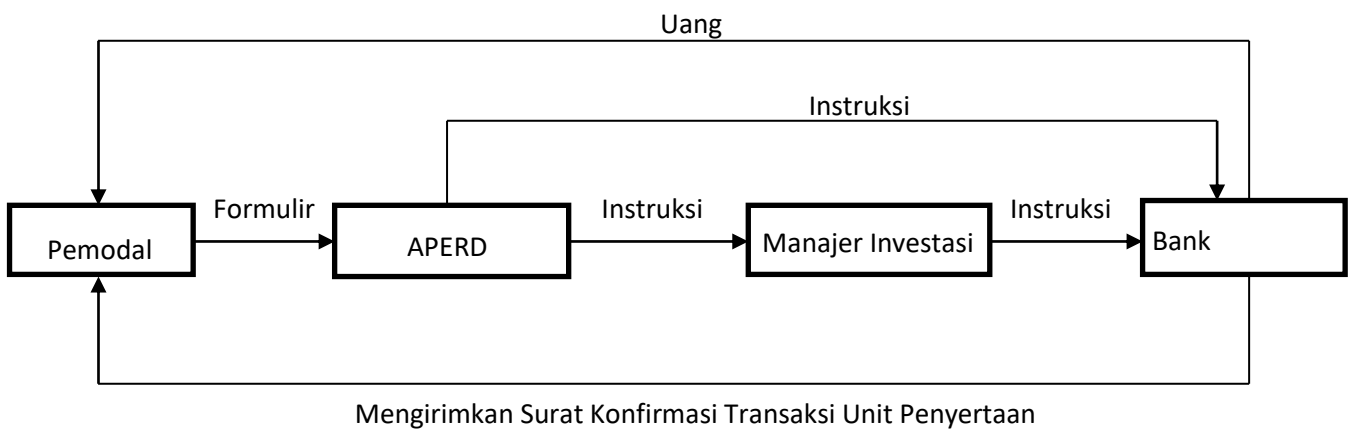 Uang
Instruksi
Formulir
Instruksi
Instruksi
Pemodal
APERD
Manajer Investasi
Bank
Mengirimkan Surat Konfirmasi Transaksi Unit Penyertaan